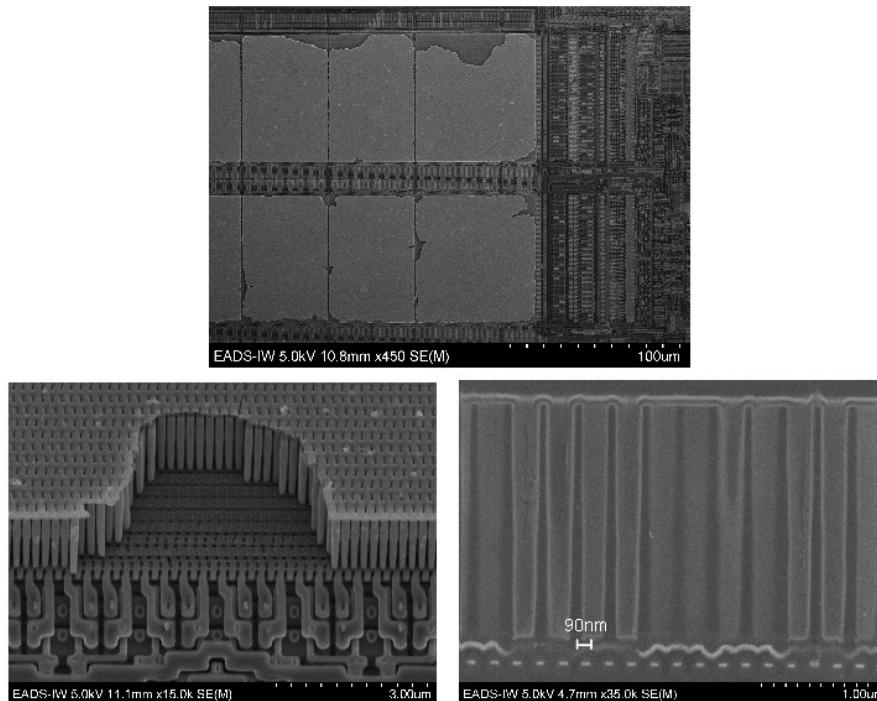 EADS-IW 5.0kV 10.8mm x450 SE(M) 100um
EADS-IW 5.0kV 11.1mm x15.0k SE(M) 3.00um
90nm
EADS-IW 5.0kV 4.7mm x35.0k SE(M) 1.00um